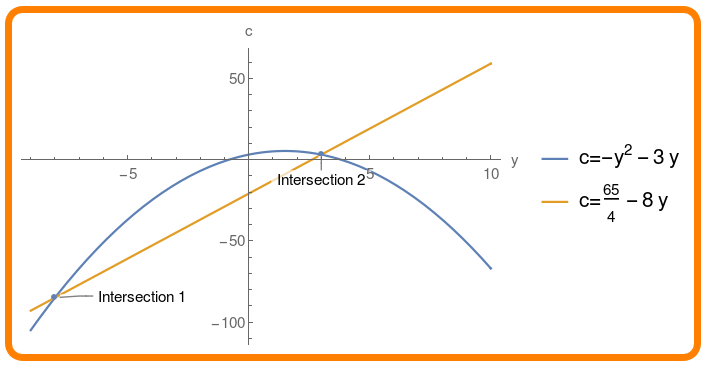 c
50
−5
5
10
y
Intersection 2
−50
Intersection 1
−100
c=−y² − 3 y
c=65/4 − 8 y